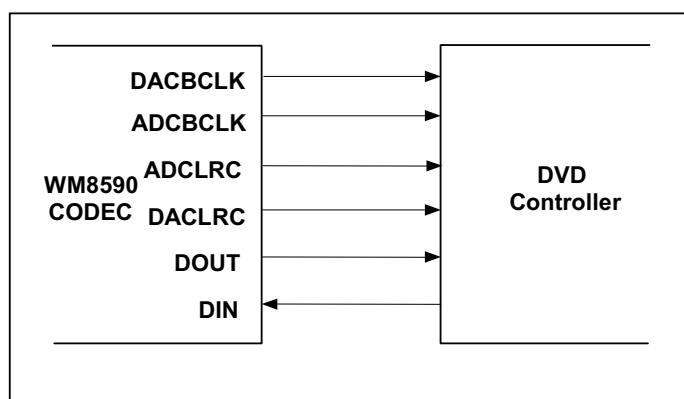 DACBCLK
ADCBCLK
ADCLRC
WM8590
CODEC
DACLRC
DOUT
DIN
DVD
Controller